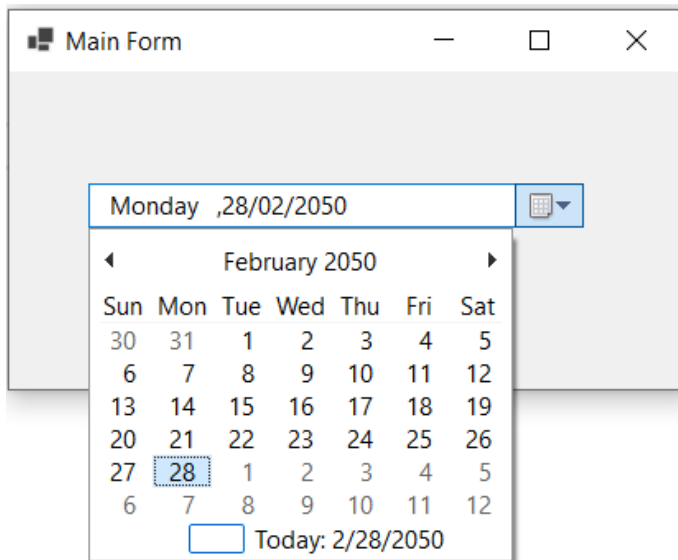 Main Form
Monday ,28/02/2050
February 2050
Sun Mon Tue Wed Thu Fri Sat
30 31 1 2 3 4 5
6 7 8 9 10 11 12
13 14 15 16 17 18 19
20 21 22 23 24 25 26
27 28 1 2 3 4 5
6 7 8 9 10 11 12
Today: 2/28/2050